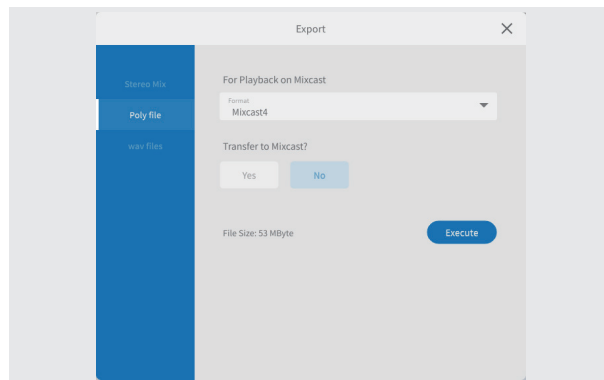 Export
Stereo Mix
Poly file
wav files
For Playback on Mixcast
Format
Mixcast4
Transfer to Mixcast?
Yes
No
File Size: 53 MByte
Execute